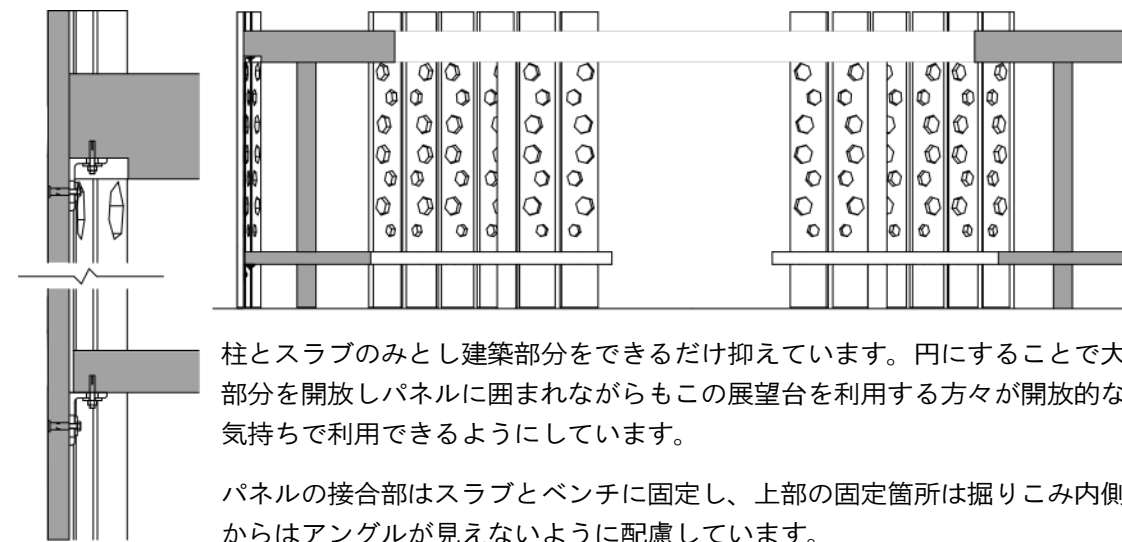 柱とスラブのみとし建築部分をできるだけ抑えています。円にすることで大
部分を開放しパネルに囲まれながらもこの展望台を利用する方々が開放的な
気持ちで利用できるようにしています。
パネルの接合部はスラブとベンチに固定し、上部の固定箇所は掘りこみ内側
からはアングルが見えないように配慮しています。